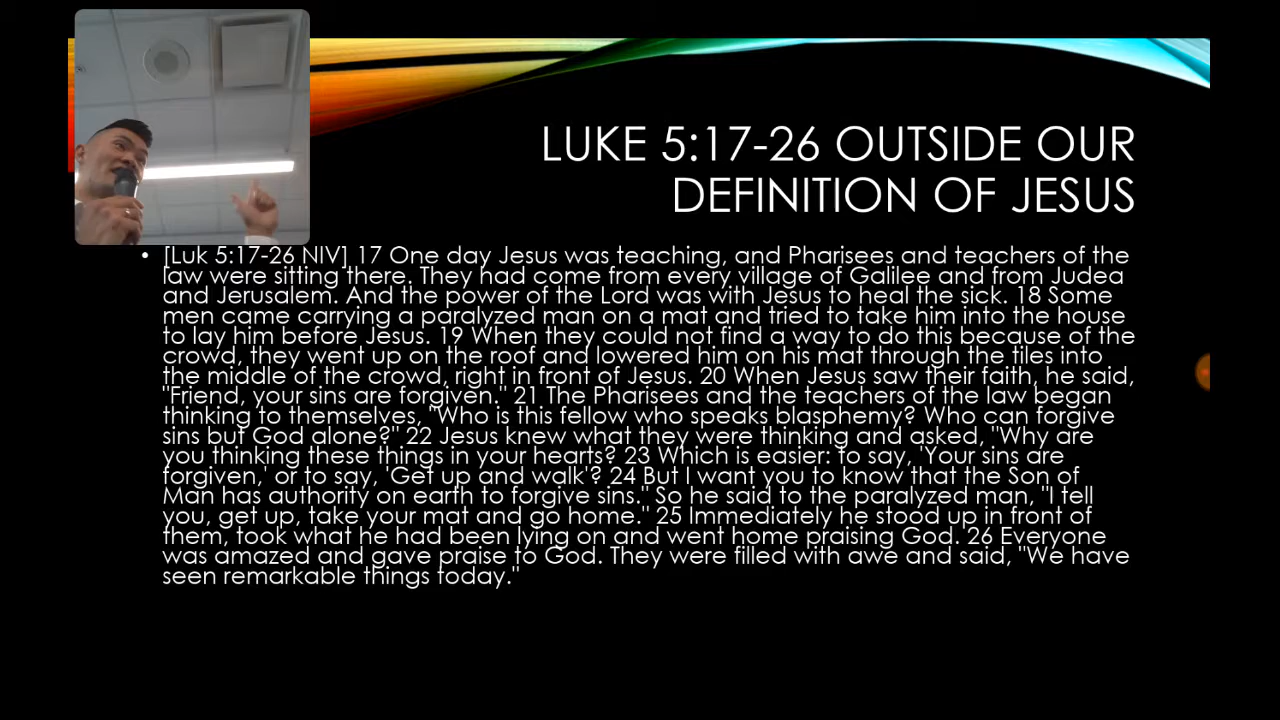 LUKE 5:17-26 OUTSIDE OUR
DEFINITION OF JESUS
• [Luk 5:17-26 NIV] 17 One day Jesus was teaching, and Pharisees and teachers of the
law were sitting there. They had come from every village of Galilee and from Judea
and Jerusalem. And the power of the Lord was with Jesus to heal the sick. 18 Some
men came carrying a paralyzed man on a mat and tried to take him into the house
to lay him before Jesus. 19 When they could not find a way to do this because of the
crowd, they went up on the roof and lowered him on his mat through the tiles into
the middle of the crowd, right in front of Jesus. 20 When Jesus saw their faith, he said,
"Friend, your sins are forgiven." 21 The Pharisees and the teachers of the law began
thinking to themselves, "Who is this fellow who speaks blasphemy? Who can forgive
sins but God alone?" 22 Jesus knew what they were thinking and asked, "Why are
you thinking these things in your hearts? 23 Which is easier: to say, 'Your sins are
forgiven,' or to say, 'Get up and walk'? 24 But I want you to know that the Son of
Man has authority on earth to forgive sins." So he said to the paralyzed man, "I tell
you, get up, take your mat and go home." 25 Immediately he stood up in front of
them, took what he had been lying on and went home praising God. 26 Everyone
was amazed and gave praise to God. They were filled with awe and said, "We have
seen remarkable things today."